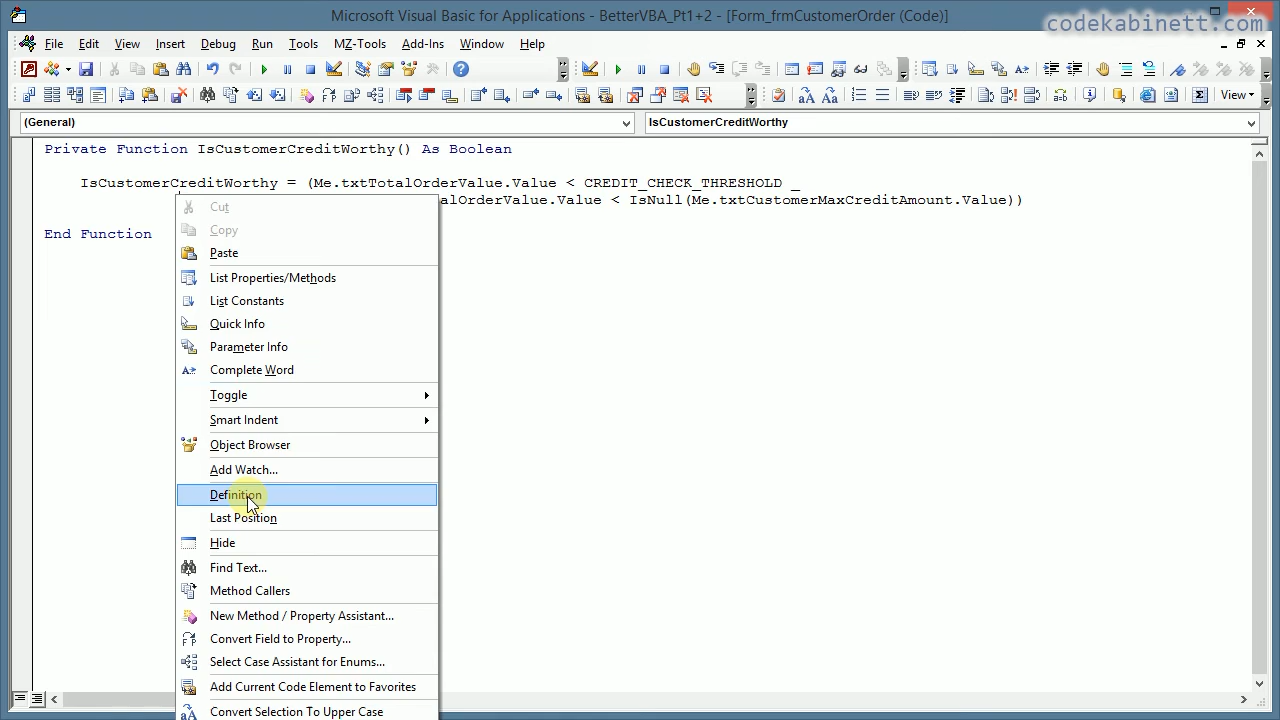 Microsoft Visual Basic for Applications - BetterVBA_Pt1+2 - [Form_frmCustomerOrder (Code)]
codekabinett.com
File Edit View Insert Format Debug Run Tools MZ-Tools Add-Ins Window Help
View
(General) IsCustomerCreditWorthy
Private Function IsCustomerCreditWorthy() As Boolean
IsCustomerCreditWorthy = (Me.txtTotalOrderValue.Value < CREDIT_CHECK_THRESHOLD _
alOrderValue.Value < IsNull(Me.txtCustomerMaxCreditAmount.Value))
End Function
Cut
Copy
Paste
List Properties/Methods
List Constants
Quick Info
Parameter Info
Complete Word
Toggle
Smart Indent
Object Browser
Add Watch...
Definition
Last Position
Hide
Find Text...
Method Callers
New Method / Property Assistant...
Convert Field to Property...
Select Case Assistant for Enums...
Add Current Code Element to Favorites
Convert Selection To Upper Case